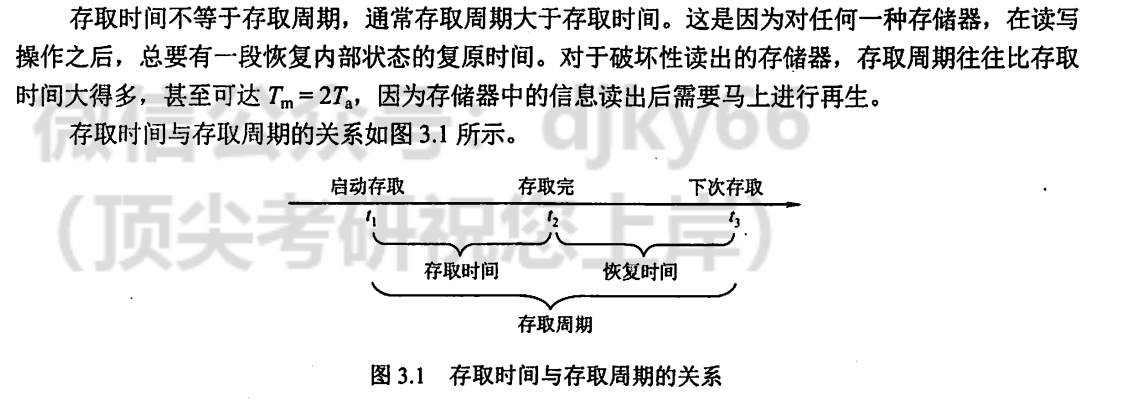 存取时间不等于存取周期，通常存取周期大于存取时间。这是因为对任何一种存储器，在读写
操作之后，总要有一段恢复内部状态的复原时间。对于破坏性读出的存储器，存取周期往往比存取
时间大得多，甚至可达 Tm = 2Ta，因为存储器中的信息读出后需要马上进行再生。
微信公众号：djky66
存取时间与存取周期的关系如图 3.1 所示。
（顶尖考研祝您上岸）
启动存取 存取完 下次存取
t1 t2 t3
存取时间 恢复时间
存取周期
图 3.1 存取时间与存取周期的关系